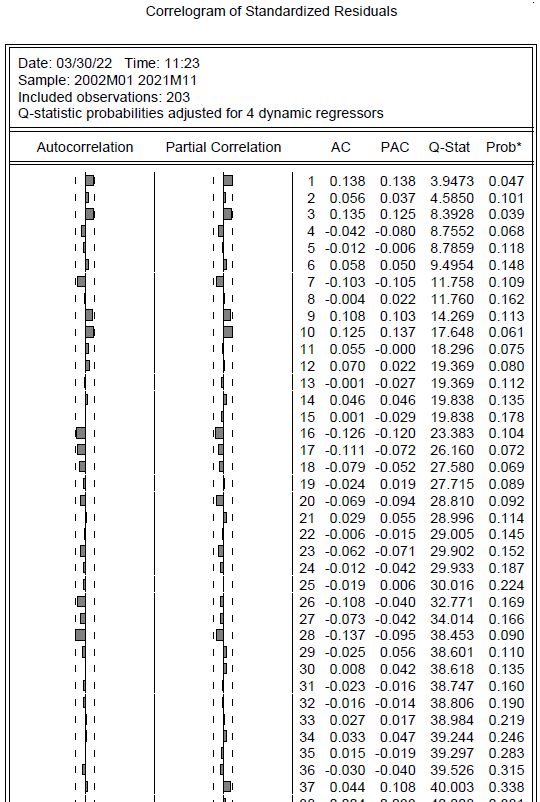 Correlogram of Standardized Residuals
Date: 03/30/22 Time: 11:23
Sample: 2002M01 2021M11
Included observations: 203
Q-statistic probabilities adjusted for 4 dynamic regressors
Autocorrelation Partial Correlation AC PAC Q-Stat Prob*
1 0.138 0.138 3.9473 0.047
2 0.056 0.037 4.5850 0.101
3 0.135 0.125 8.3928 0.039
4 -0.042 -0.080 8.7552 0.068
5 -0.012 -0.006 8.7859 0.118
6 0.058 0.050 9.4954 0.148
7 -0.103 -0.105 11.758 0.109
8 -0.004 0.022 11.760 0.162
9 0.108 0.103 14.269 0.113
10 0.125 0.137 17.648 0.061
11 0.055 -0.000 18.296 0.075
12 0.070 0.022 19.369 0.080
13 -0.001 -0.027 19.369 0.112
14 0.046 0.046 19.838 0.135
15 0.001 -0.029 19.838 0.178
16 -0.126 -0.120 23.383 0.104
17 -0.111 -0.072 26.160 0.072
18 -0.079 -0.052 27.580 0.069
19 -0.024 0.019 27.715 0.089
20 -0.069 -0.094 28.810 0.092
21 0.029 0.055 28.996 0.114
22 -0.006 -0.015 29.005 0.145
23 -0.062 -0.071 29.902 0.152
24 -0.012 -0.042 29.933 0.187
25 -0.019 0.006 30.016 0.224
26 -0.108 -0.040 32.771 0.169
27 -0.073 -0.042 34.014 0.166
28 -0.137 -0.095 38.453 0.090
29 -0.025 0.056 38.601 0.110
30 0.008 0.042 38.618 0.135
31 -0.023 -0.016 38.747 0.160
32 -0.016 -0.014 38.806 0.190
33 0.027 0.017 38.984 0.219
34 0.033 0.047 39.244 0.246
35 0.015 -0.019 39.297 0.283
36 -0.030 -0.040 39.526 0.315
37 0.044 0.108 40.003 0.338